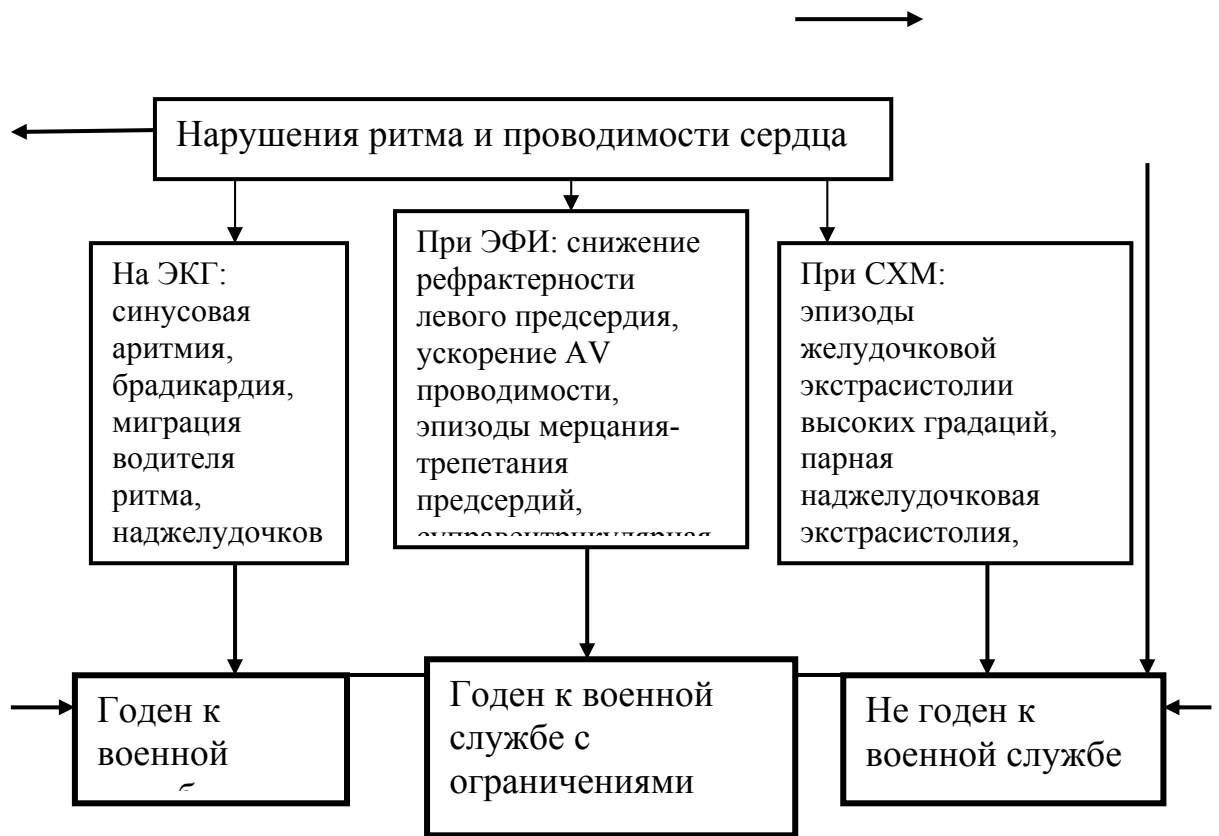 Нарушения ритма и проводимости сердца
На ЭКГ:
синусовая
аритмия,
брадикардия,
миграция
водителя
ритма,
наджелудочков
При ЭФИ: снижение
рефрактерности
левого предсердия,
ускорение AV
проводимости,
эпизоды мерцания-
трепетания
предсердий,
При СХМ:
эпизоды
желудочковой
экстрасистолии
высоких градаций,
парная
наджелудочковая
экстрасистолия,
Годен к
военной
Годен к военной
службе с
ограничениями
Не годен к
военной службе